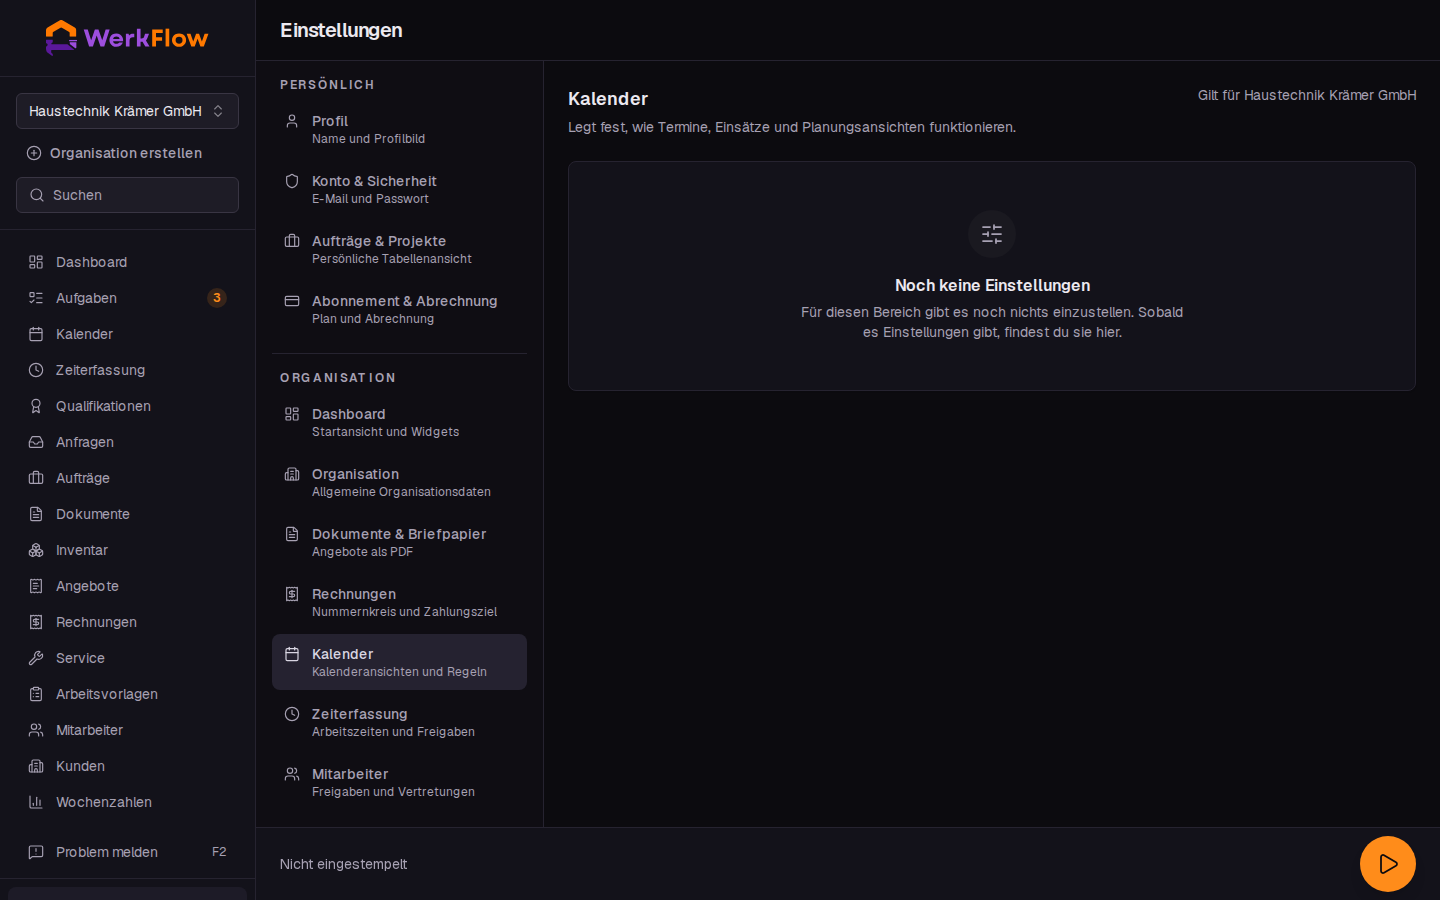 WerkFlow
Haustechnik Krämer GmbH
Organisation erstellen
Suchen
Dashboard
Aufgaben 3
Kalender
Zeiterfassung
Qualifikationen
Anfragen
Aufträge
Dokumente
Inventar
Angebote
Rechnungen
Service
Arbeitsvorlagen
Mitarbeiter
Kunden
Wochenzahlen
Problem melden F2
Einstellungen
PERSÖNLICH
Profil
Name und Profilbild
Konto & Sicherheit
E-Mail und Passwort
Aufträge & Projekte
Persönliche Tabellenansicht
Abonnement & Abrechnung
Plan und Abrechnung
ORGANISATION
Dashboard
Startansicht und Widgets
Organisation
Allgemeine Organisationsdaten
Dokumente & Briefpapier
Angebote als PDF
Rechnungen
Nummernkreis und Zahlungsziel
Kalender
Kalenderansichten und Regeln
Zeiterfassung
Arbeitszeiten und Freigaben
Mitarbeiter
Freigaben und Vertretungen
Kalender
Gilt für Haustechnik Krämer GmbH
Legt fest, wie Termine, Einsätze und Planungsansichten funktionieren.
Noch keine Einstellungen
Für diesen Bereich gibt es noch nichts einzustellen. Sobald
es Einstellungen gibt, findest du sie hier.
Nicht eingestempelt